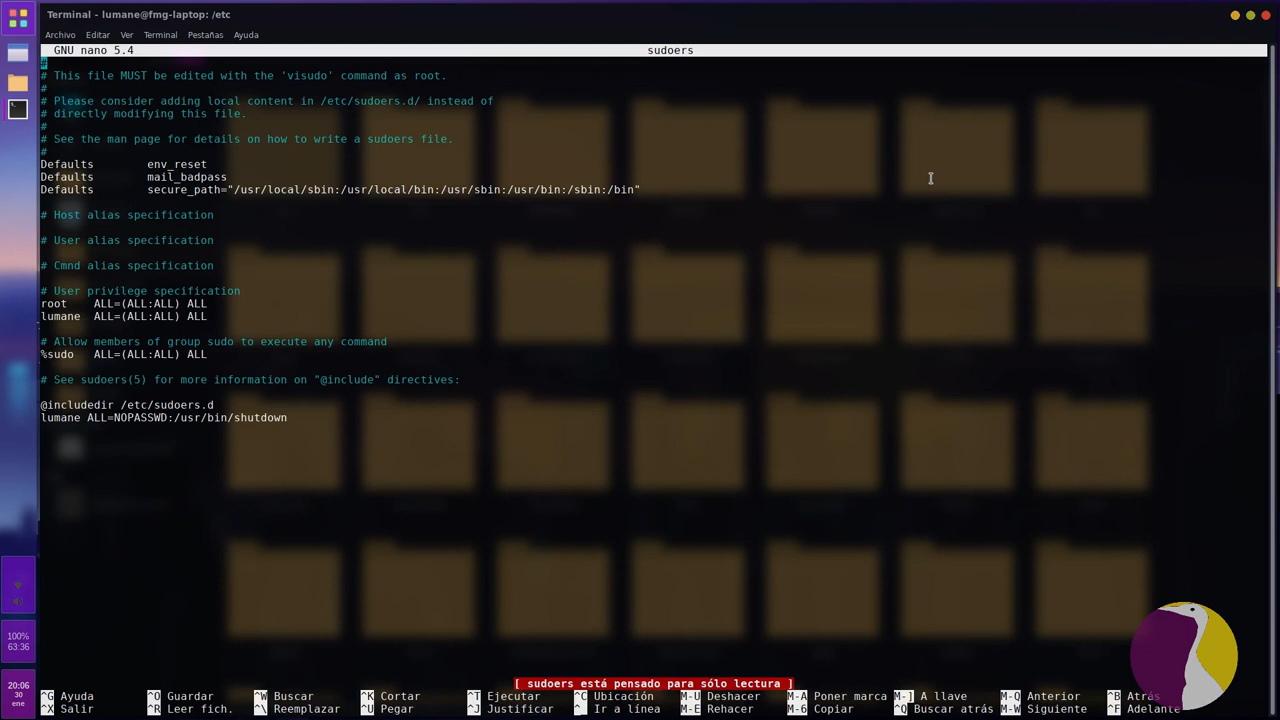 Terminal - lumane@fmg-laptop: /etc
Archivo Editar Ver Terminal Pestañas Ayuda
GNU nano 5.4 sudoers
#
# This file MUST be edited with the 'visudo' command as root.
#
# Please consider adding local content in /etc/sudoers.d/ instead of
# directly modifying this file.
#
# See the man page for details on how to write a sudoers file.
#
Defaults env_reset
Defaults mail_badpass
Defaults secure_path="/usr/local/sbin:/usr/local/bin:/usr/sbin:/usr/bin:/sbin:/bin"
# Host alias specification
# User alias specification
# Cmnd alias specification
# User privilege specification
root ALL=(ALL:ALL) ALL
lumane ALL=(ALL:ALL) ALL
# Allow members of group sudo to execute any command
%sudo ALL=(ALL:ALL) ALL
# See sudoers(5) for more information on "@include" directives:
@includedir /etc/sudoers.d
lumane ALL=NOPASSWD:/usr/bin/shutdown
100%
63:36
20:06
30
ene
[ sudoers está pensado para sólo lectura ]
^G Ayuda ^O Guardar ^W Buscar ^K Cortar ^T Ejecutar ^C Ubicación M-U Deshacer M-A Poner marca M-] A llave M-Q Anterior ^B Atrás
^X Salir ^R Leer fich. ^\ Reemplazar ^U Pegar ^J Justificar ^_ Ir a línea M-E Rehacer M-6 Copiar ^Q Buscar atrás M-W Siguiente ^F Adelante